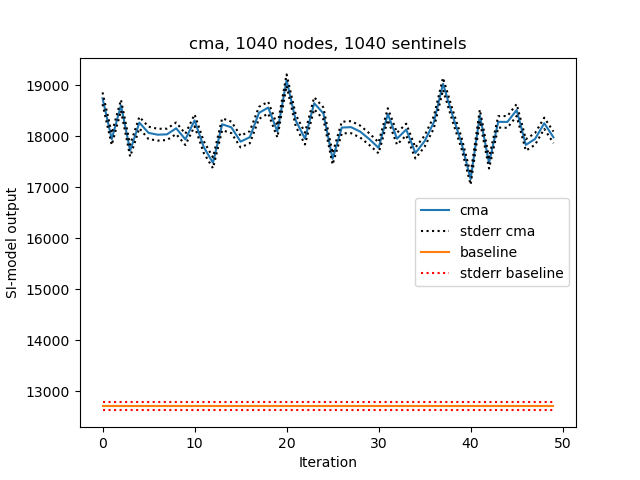 cma, 1040 nodes, 1040 sentinels
SI-model output
19000
18000
17000
16000
15000
14000
13000
cma
stderr cma
baseline
stderr baseline
0 10 20 30 40 50
Iteration